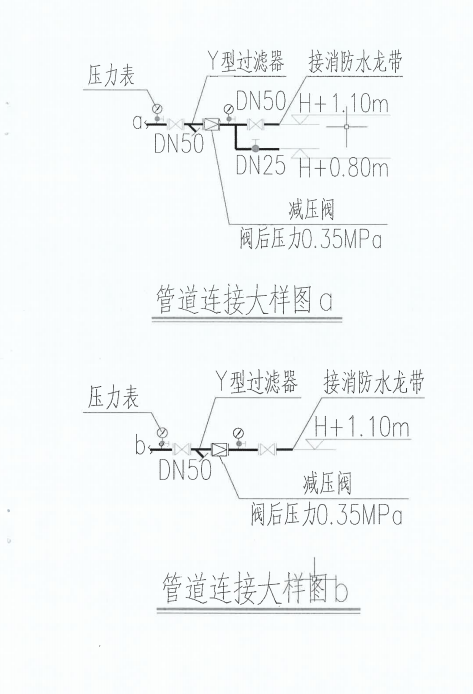 Y型过滤器
接消防水龙带
压力表
DN50
H+1.10m
a
DN50
DN25
H+0.80m
减压阀
阀后压力0.35MPa
管道连接大样图a
Y型过滤器
接消防水龙带
压力表
H+1.10m
b
DN50
减压阀
阀后压力0.35MPa
管道连接大样图b